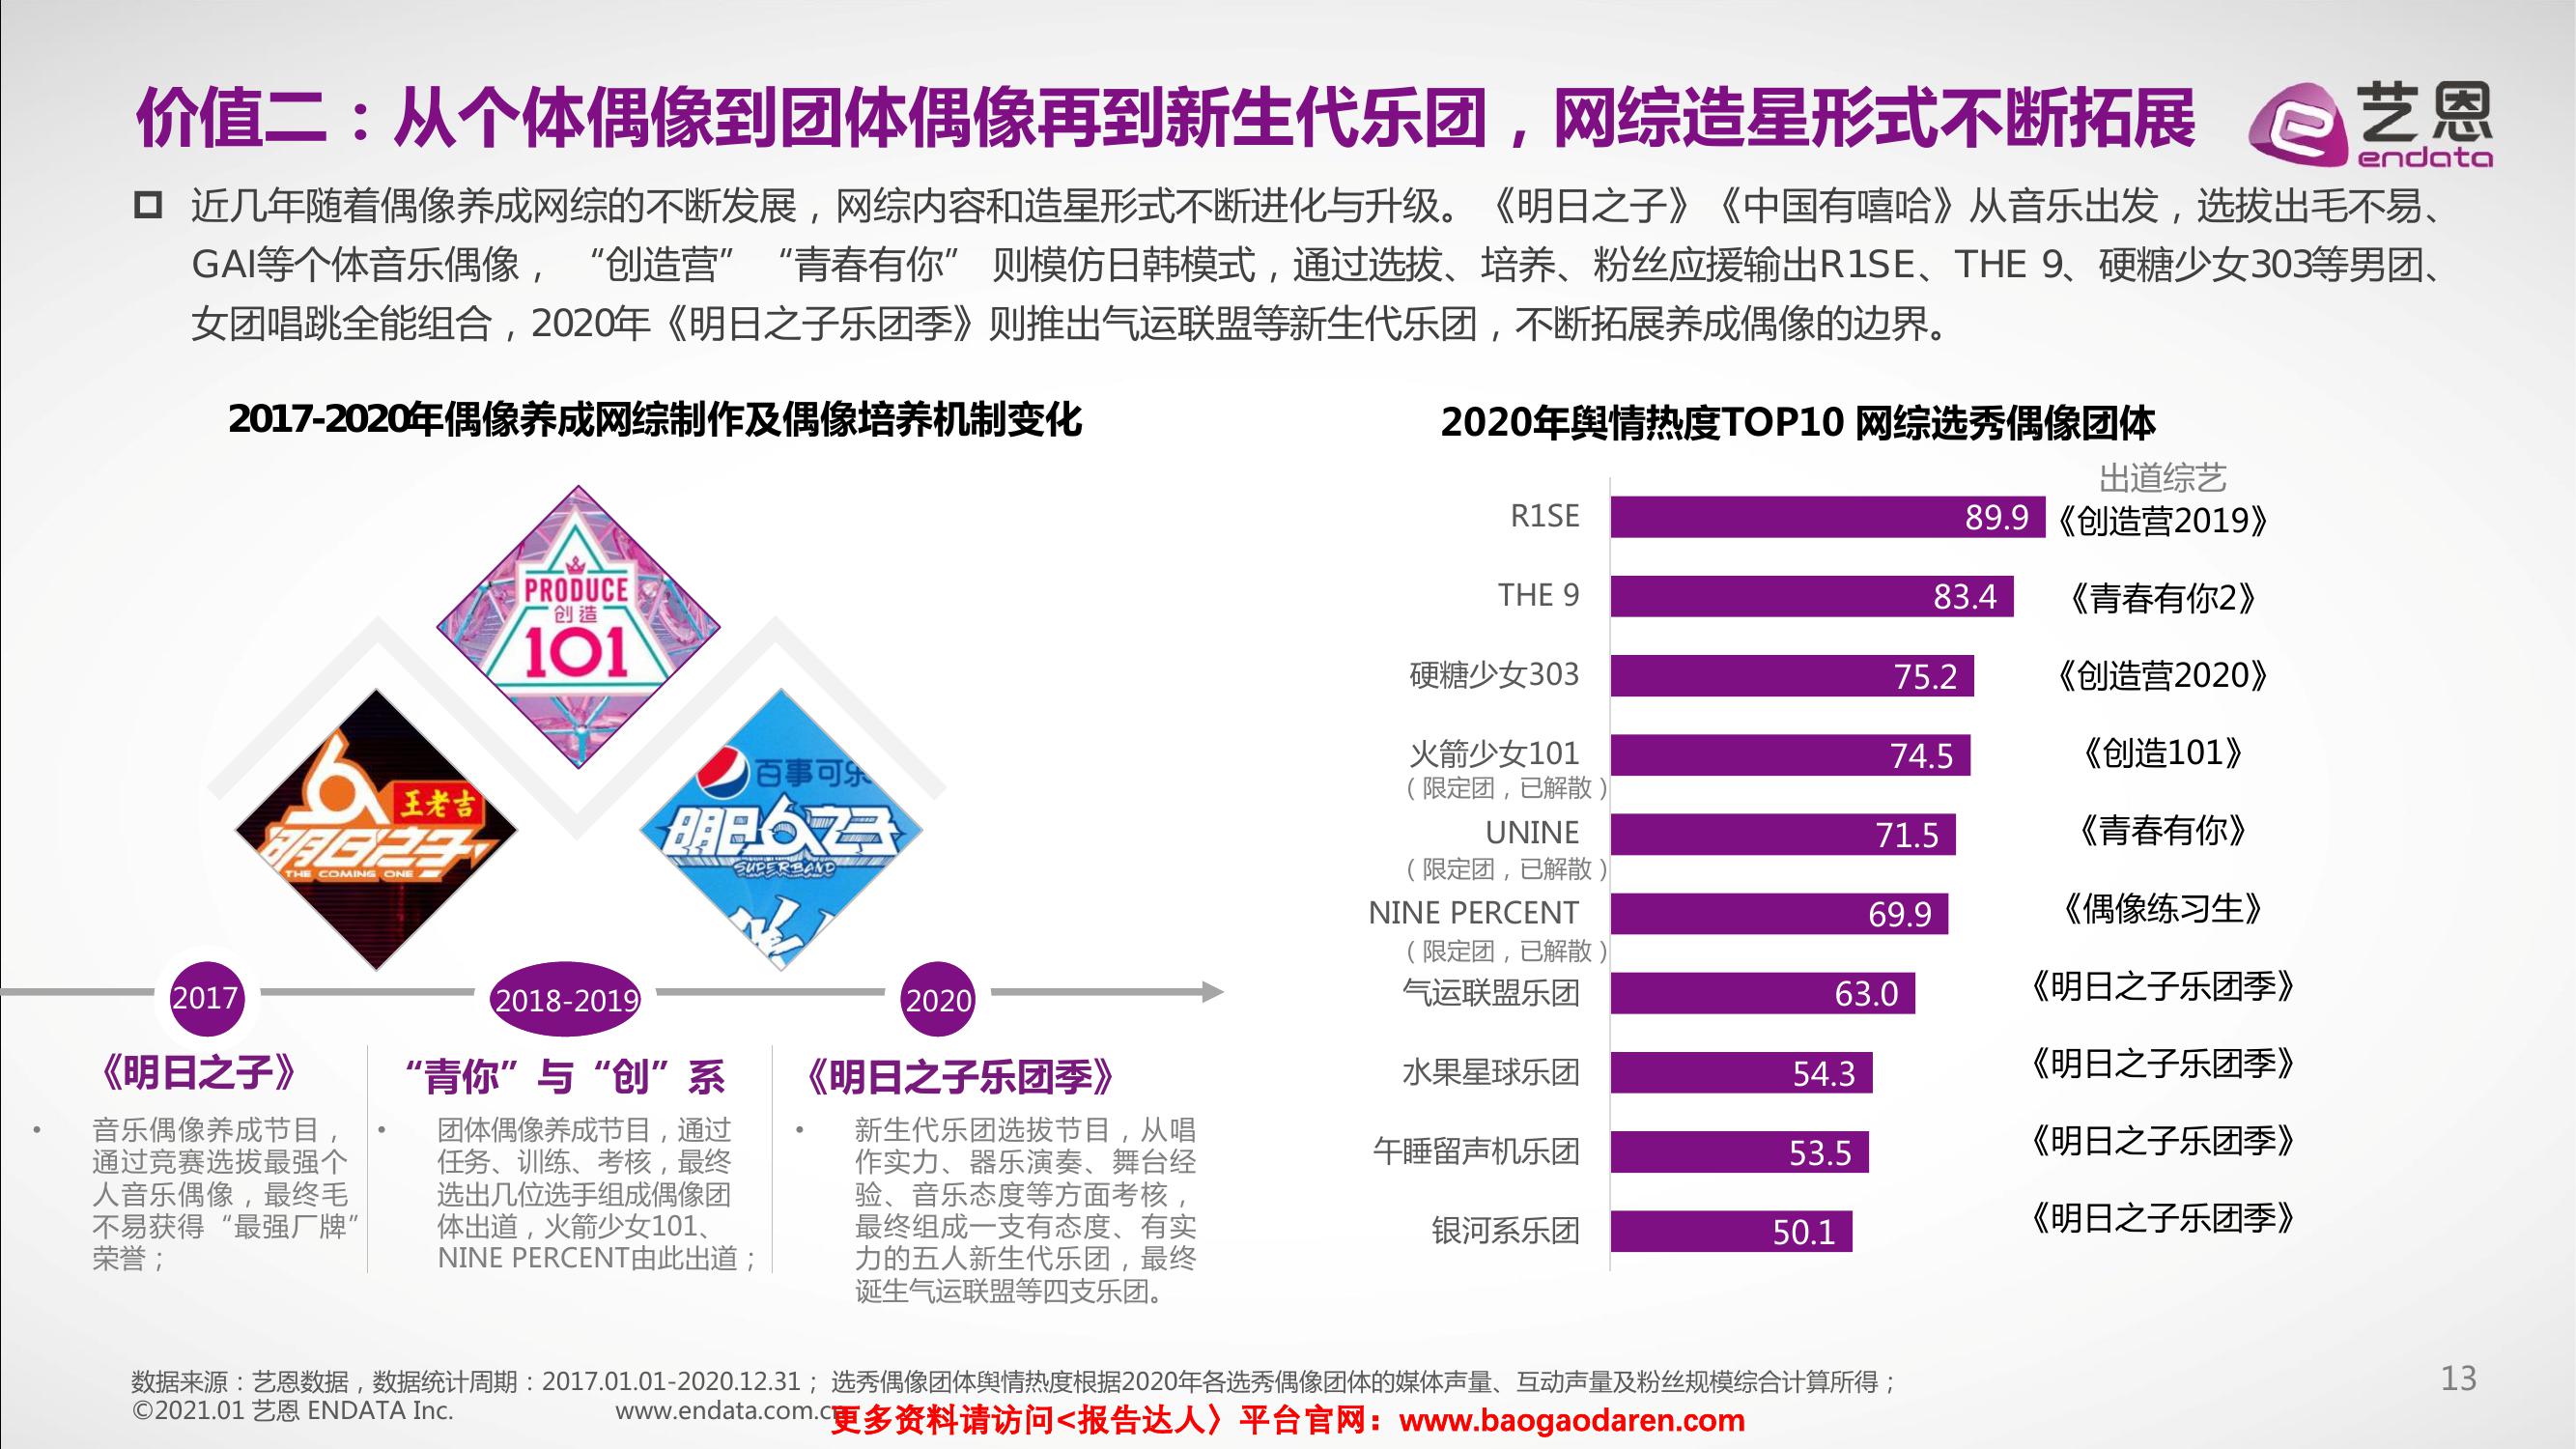 价值二：从个体偶像到团体偶像再到新生代乐团，网综造星形式不断拓展
艺恩
endata
近几年随着偶像养成网综的不断发展，网综内容和造星形式不断进化与升级。《明日之子》《中国有嘻哈》从音乐出发，选拔出毛不易、
GAI等个体音乐偶像，“创造营”“青春有你”则模仿日韩模式，通过选拔、培养、粉丝应援输出R1SE、THE 9、硬糖少女303等男团、
女团唱跳全能组合，2020年《明日之子乐团季》则推出气运联盟等新生代乐团，不断拓展养成偶像的边界。
2017-2020年偶像养成网综制作及偶像培养机制变化
PRODUCE
创造
101
王老吉
明日之子
THE COMING ONE
百事可乐
明日之子
SUPERBAND
2017
2018-2019
2020
《明日之子》
• 音乐偶像养成节目，
通过竞赛选拔最强个
人音乐偶像，最终毛
不易获得“最强厂牌”
荣誉；
“青你”与“创”系
• 团体偶像养成节目，通过
任务、训练、考核，最终
选出几位选手组成偶像团
体出道，火箭少女101、
NINE PERCENT由此出道；
《明日之子乐团季》
• 新生代乐团选拔节目，从唱
作实力、器乐演奏、舞台经
验、音乐态度等方面考核，
最终组成一支有态度、有实
力的五人新生代乐团，最终
诞生气运联盟等四支乐团。
2020年舆情热度TOP10 网综选秀偶像团体
出道综艺
R1SE 89.9 《创造营2019》
THE 9 83.4 《青春有你2》
硬糖少女303 75.2 《创造营2020》
火箭少女101 74.5 《创造101》
（限定团，已解散）
UNINE 71.5 《青春有你》
（限定团，已解散）
NINE PERCENT 69.9 《偶像练习生》
（限定团，已解散）
气运联盟乐团 63.0 《明日之子乐团季》
水果星球乐团 54.3 《明日之子乐团季》
午睡留声机乐团 53.5 《明日之子乐团季》
银河系乐团 50.1 《明日之子乐团季》
数据来源：艺恩数据，数据统计周期：2017.01.01-2020.12.31；选秀偶像团体舆情热度根据2020年各选秀偶像团体的媒体声量、互动声量及粉丝规模综合计算所得；
©2021.01 艺恩 ENDATA Inc. www.endata.com.cn
更多资料请访问<报告达人〉平台官网：www.baogaodaren.com
13